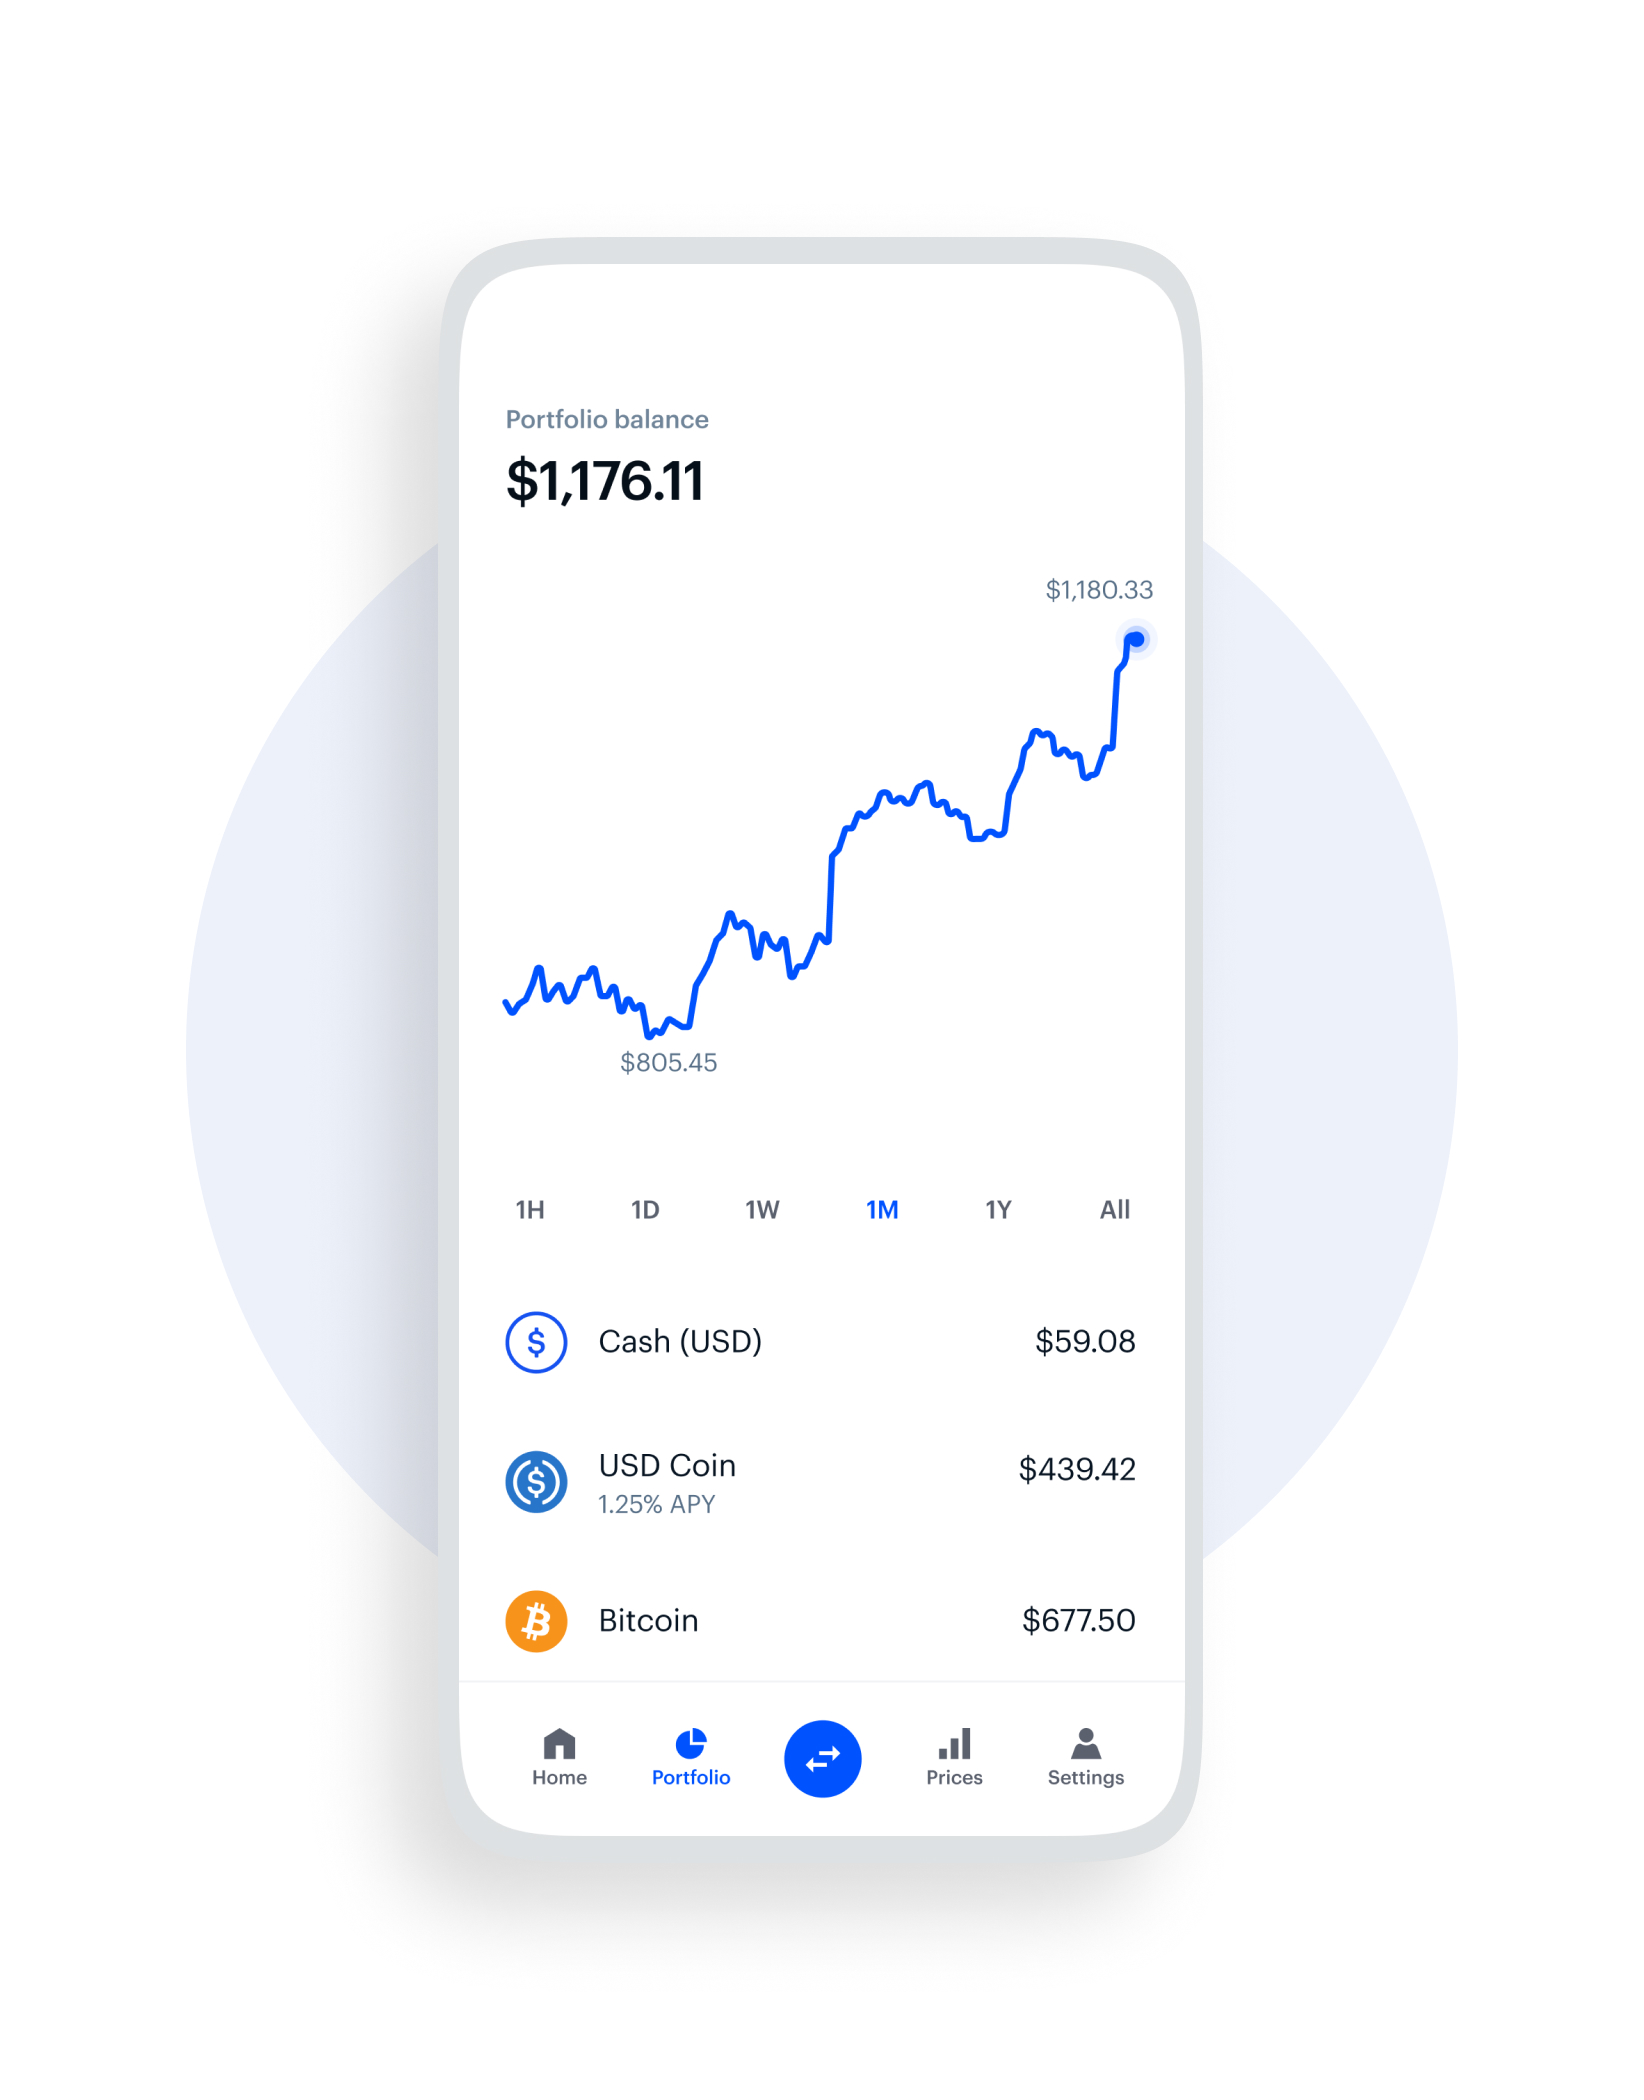 Portfolio balance
$1,176.11
$1,180.33
$805.45
1H 1D 1W 1M 1Y All
Cash (USD) $59.08
USD Coin $439.42
1.25% APY
Bitcoin $677.50
Home Portfolio Prices Settings